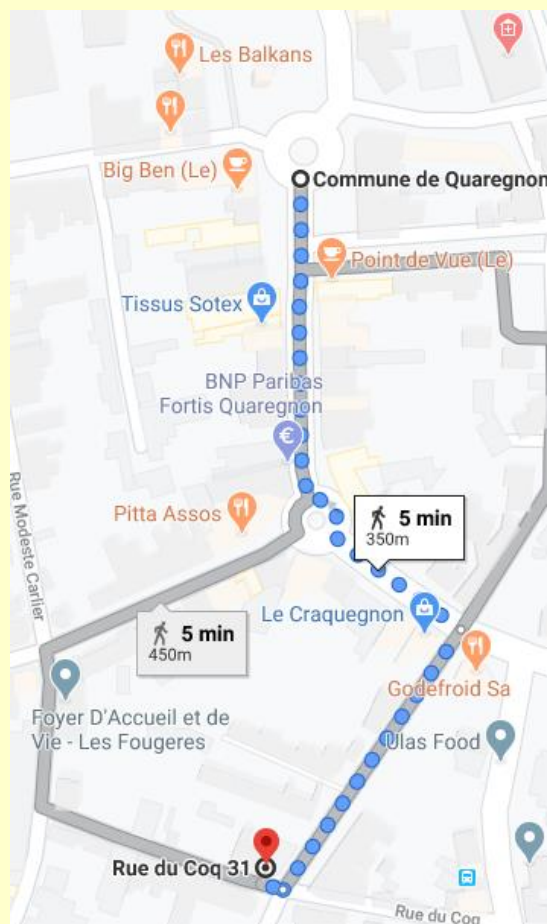 Les Balkans
Big Ben (Le)
Commune de Quaregnon
Point de Vue (Le)
Tissus Sotex
BNP Paribas
Fortis Quaregnon
€
Pitta Assos
5 min
350m
Rue Modeste Carlier
Le Craquegnon
5 min
450m
Godefroid Sa
Foyer D'Accueil et de
Vie - Les Fougeres
Ulas Food
Rue du Coq 31
Rue du Coq